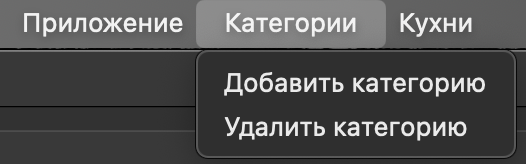 Приложение Категории Кухни
Добавить категорию
Удалить категорию